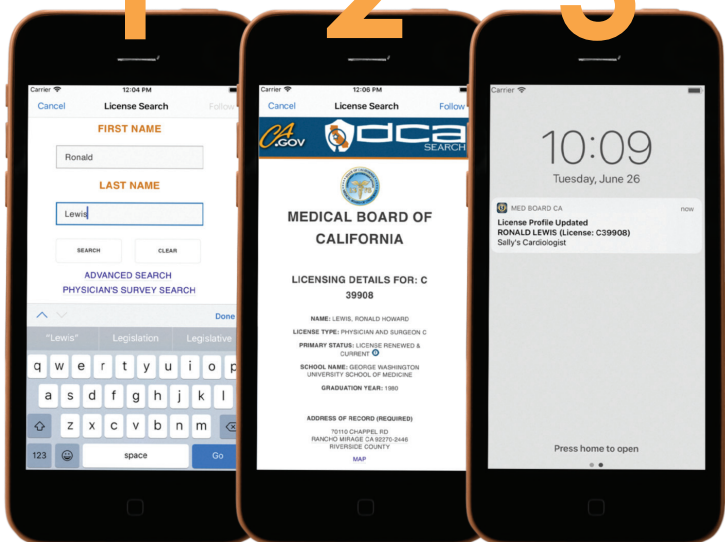 1
Carrier 12:04 PM
Cancel License Search Follow
FIRST NAME
Ronald
LAST NAME
Lewis
SEARCH CLEAR
ADVANCED SEARCH
PHYSICIAN'S SURVEY SEARCH
Done
"Lewis" Legislation Legislative
q w e r t y u i o p
a s d f g h j k l
z x c v b n m
123 space Go
2
Carrier 12:06 PM
Cancel License Search Follow
CA .GOV dca
SEARCH
MEDICAL BOARD OF
CALIFORNIA
LICENSING DETAILS FOR: C
39908
NAME: LEWIS, RONALD HOWARD
LICENSE TYPE: PHYSICIAN AND SURGEON C
PRIMARY STATUS: LICENSE RENEWED &
CURRENT
SCHOOL NAME: GEORGE WASHINGTON
UNIVERSITY SCHOOL OF MEDICINE
GRADUATION YEAR: 1980
ADDRESS OF RECORD (REQUIRED)
70110 CHAPPEL RD
RANCHO MIRAGE CA 92270-2446
RIVERSIDE COUNTY
MAP
3
Carrier
10:09
Tuesday, June 26
MED BOARD CA now
License Profile Updated
RONALD LEWIS (License: C39908)
Sally's Cardiologist
Press home to open